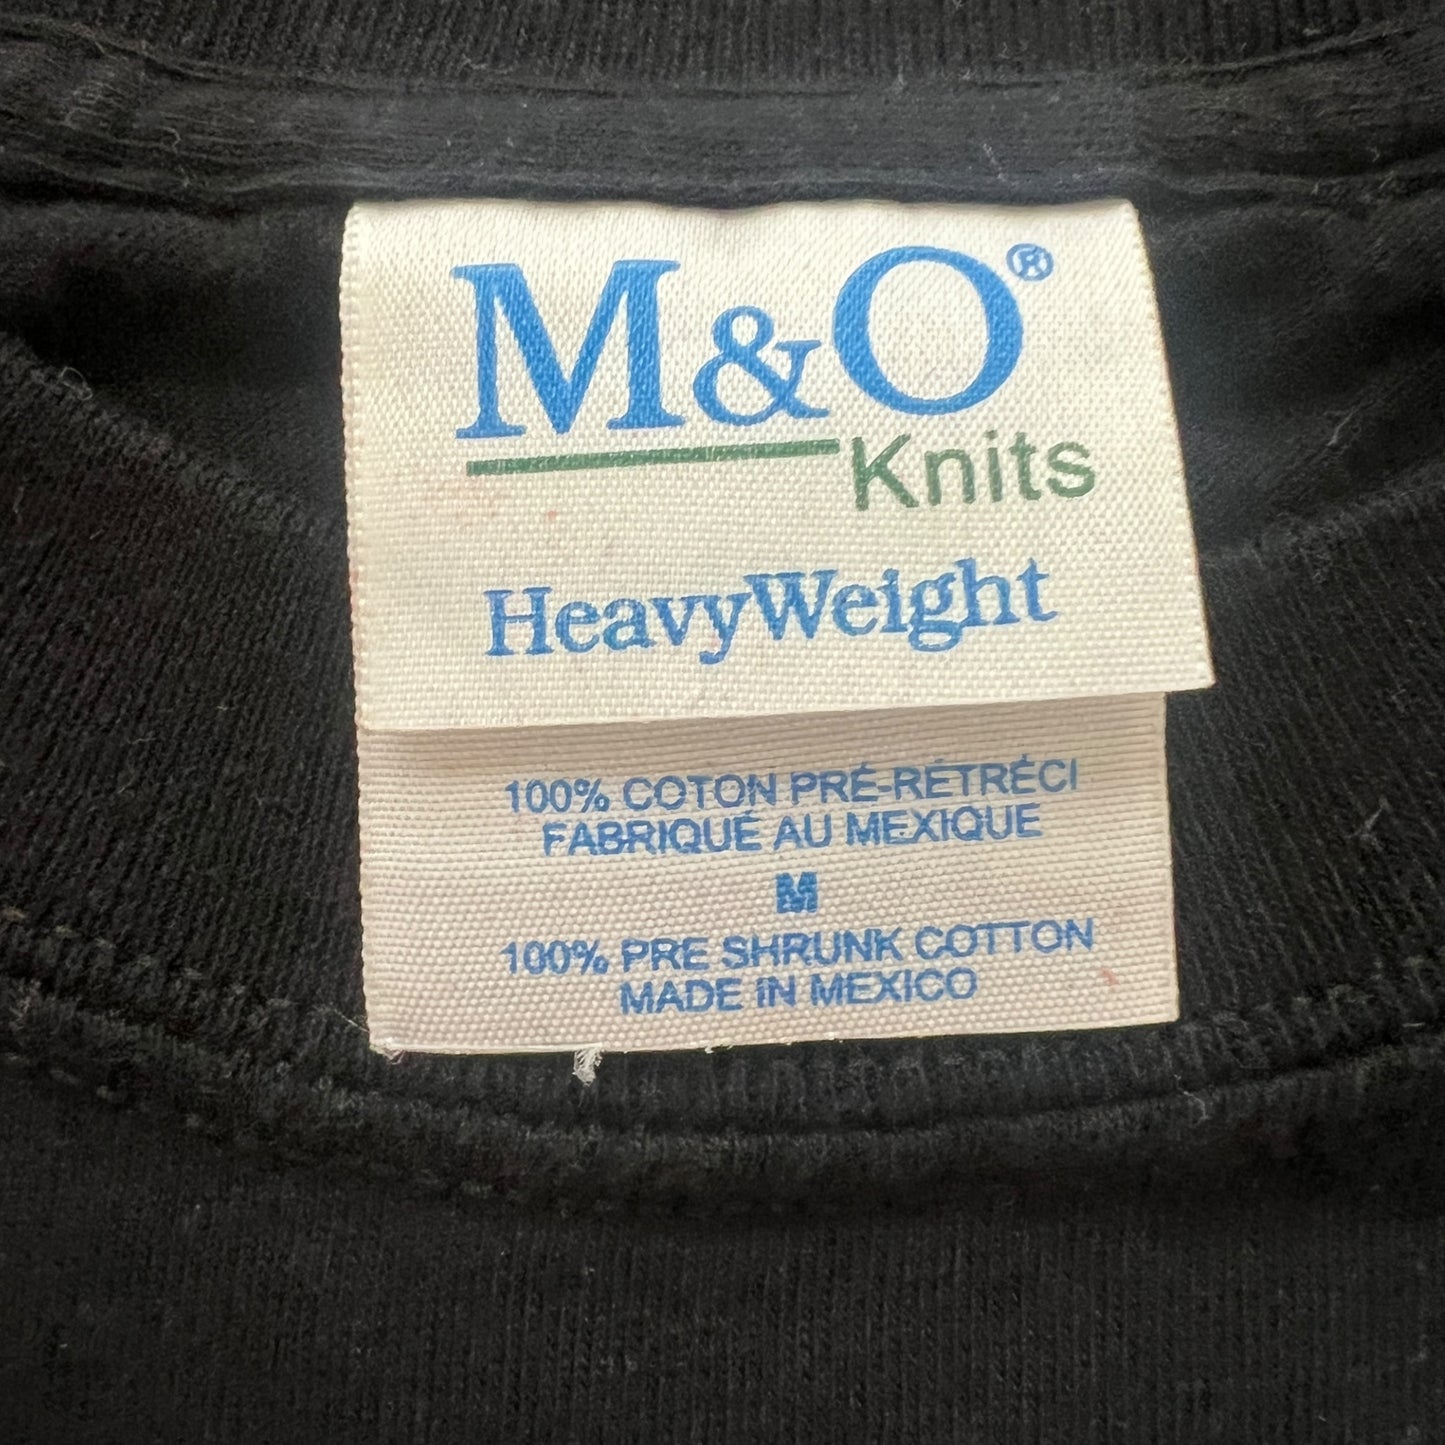 M&O®
Knits
HeavyWeight
100% COTON PRÉ-RÉTRÉCI
FABRIQUÉ AU MEXIQUE
M
100% PRE SHRUNK COTTON
MADE IN MEXICO